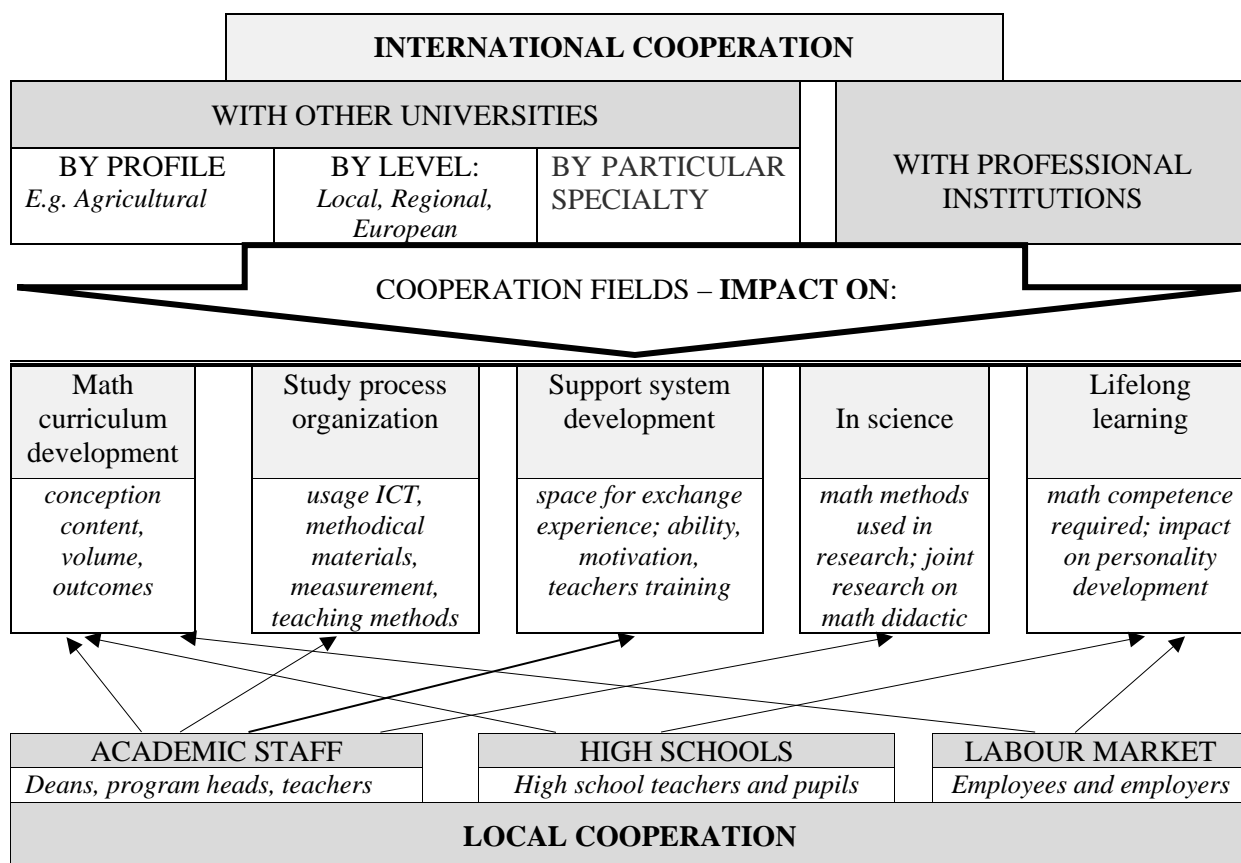 INTERNATIONAL COOPERATION
WITH OTHER UNIVERSITIES
BY PROFILE
E.g. Agricultural
BY LEVEL:
Local, Regional,
European
BY PARTICULAR
SPECIALTY
WITH PROFESSIONAL
INSTITUTIONS
COOPERATION FIELDS – IMPACT ON:
Math
curriculum
development
conception
content,
volume,
outcomes
Study process
organization
usage ICT,
methodical
materials,
measurement,
teaching methods
Support system
development
space for exchange
experience; ability,
motivation,
teachers training
In science
math methods
used in
research; joint
research on
math didactic
Lifelong
learning
math competence
required; impact
on personality
development
ACADEMIC STAFF
Deans, program heads, teachers
HIGH SCHOOLS
High school teachers and pupils
LABOUR MARKET
Employees and employers
LOCAL COOPERATION